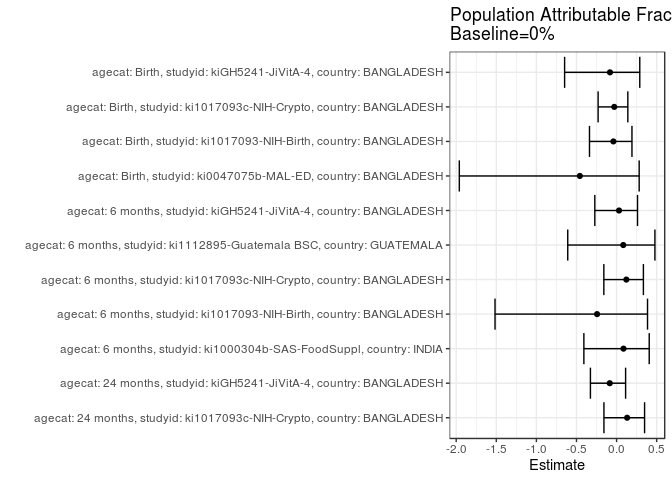 Population Attributable Frac
Baseline=0%
agecat: Birth, studyid: kiGH5241-JiVitA-4, country: BANGLADESH
agecat: Birth, studyid: ki1017093c-NIH-Crypto, country: BANGLADESH
agecat: Birth, studyid: ki1017093-NIH-Birth, country: BANGLADESH
agecat: Birth, studyid: ki0047075b-MAL-ED, country: BANGLADESH
agecat: 6 months, studyid: kiGH5241-JiVitA-4, country: BANGLADESH
agecat: 6 months, studyid: ki1112895-Guatemala BSC, country: GUATEMALA
agecat: 6 months, studyid: ki1017093c-NIH-Crypto, country: BANGLADESH
agecat: 6 months, studyid: ki1017093-NIH-Birth, country: BANGLADESH
agecat: 6 months, studyid: ki1000304b-SAS-FoodSuppl, country: INDIA
agecat: 24 months, studyid: kiGH5241-JiVitA-4, country: BANGLADESH
agecat: 24 months, studyid: ki1017093c-NIH-Crypto, country: BANGLADESH
-2.0 -1.5 -1.0 -0.5 0.0 0.5
Estimate